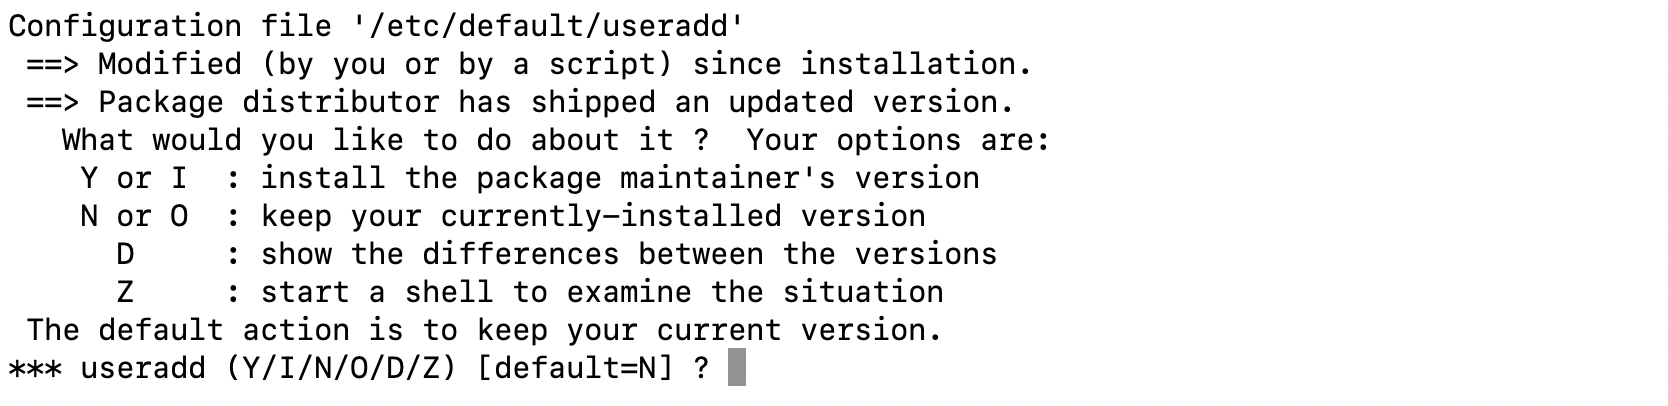 Configuration file '/etc/default/useradd'
 ==> Modified (by you or by a script) since installation.
 ==> Package distributor has shipped an updated version.
   What would you like to do about it ?  Your options are:
    Y or I  : install the package maintainer's version
    N or O  : keep your currently-installed version
      D     : show the differences between the versions
      Z     : start a shell to examine the situation
 The default action is to keep your current version.
*** useradd (Y/I/N/O/D/Z) [default=N] ?